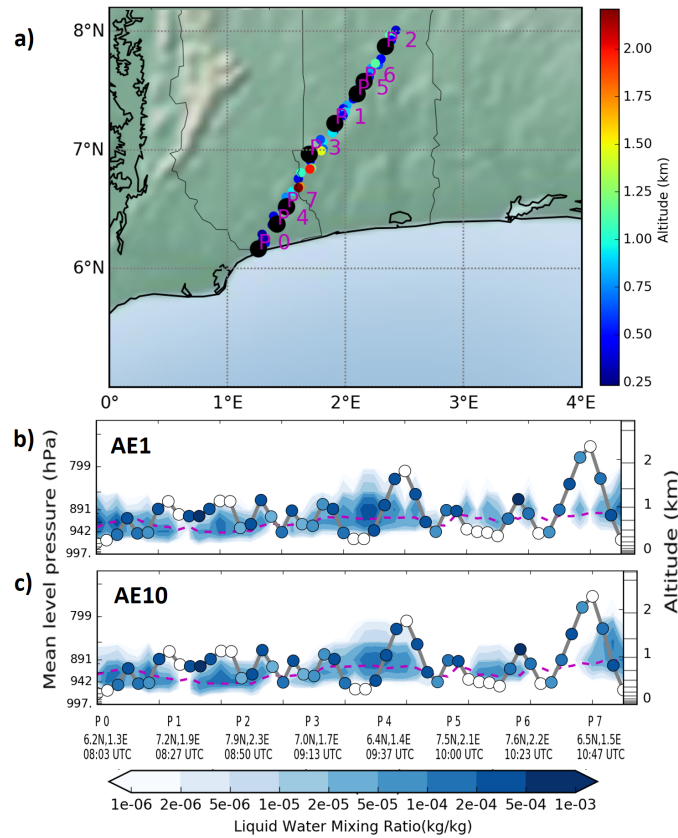 a)
8°N
7°N
6°N
0°
1°E
2°E
3°E
4°E
P 2
P 6
P 5
P 1
P 3
P 7
P 4
P 0
2.00
1.75
1.50
1.25
1.00
0.75
0.50
0.25
Altitude (km)
b)
AE1
799
891
942
997.
2
1
0
c)
AE10
799
891
942
997.
2
1
0
Mean level pressure (hPa)
Altitude (km)
P 0 P 1 P 2 P 3 P 4 P 5 P 6 P 7
6.2N,1.3E 7.2N,1.9E 7.9N,2.3E 7.0N,1.7E 6.4N,1.4E 7.5N,2.1E 7.6N,2.2E 6.5N,1.5E
08:03 UTC 08:27 UTC 08:50 UTC 09:13 UTC 09:37 UTC 10:00 UTC 10:23 UTC 10:47 UTC
1e-06 2e-06 5e-06 1e-05 2e-05 5e-05 1e-04 2e-04 5e-04 1e-03
Liquid Water Mixing Ratio(kg/kg)